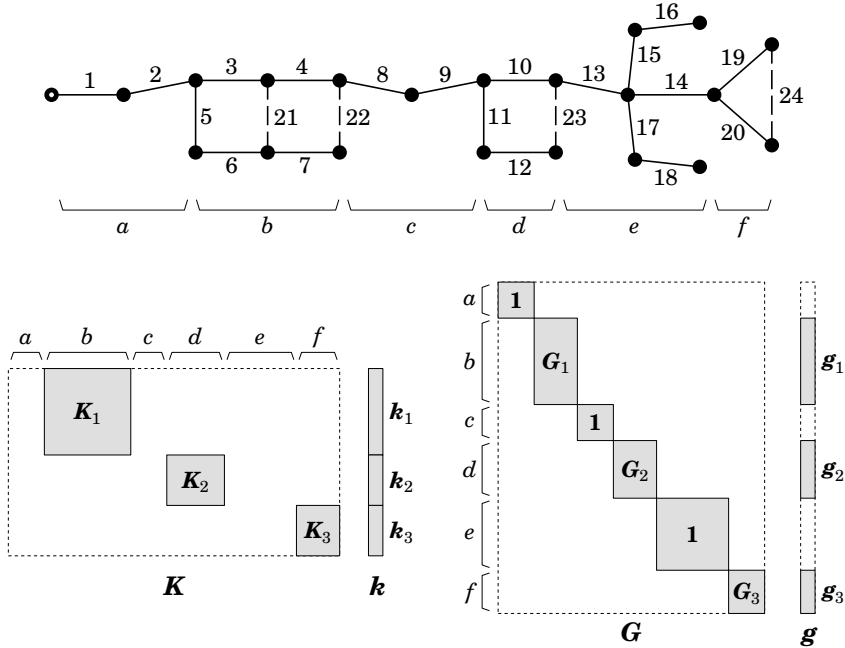 16
1 2 3 4 8 9 10 13 15 14 19
5 21 22 11 23 17 20 24
6 7 12 18
a b c d e f
a b c d e f
K₁ k₁
K₂ k₂
K₃ k₃
K k
a 1
b G₁ g₁
c 1
d G₂ g₂
e 1
f G₃ g₃
G g